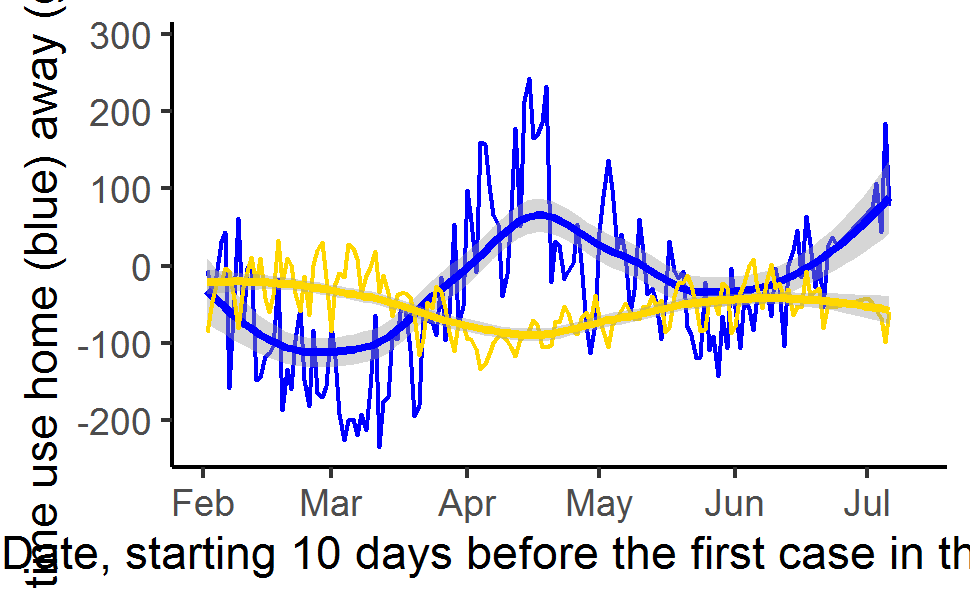 time use home (blue) away (
300
200
100
0
-100
-200
Feb Mar Apr May Jun Jul
Date, starting 10 days before the first case in th